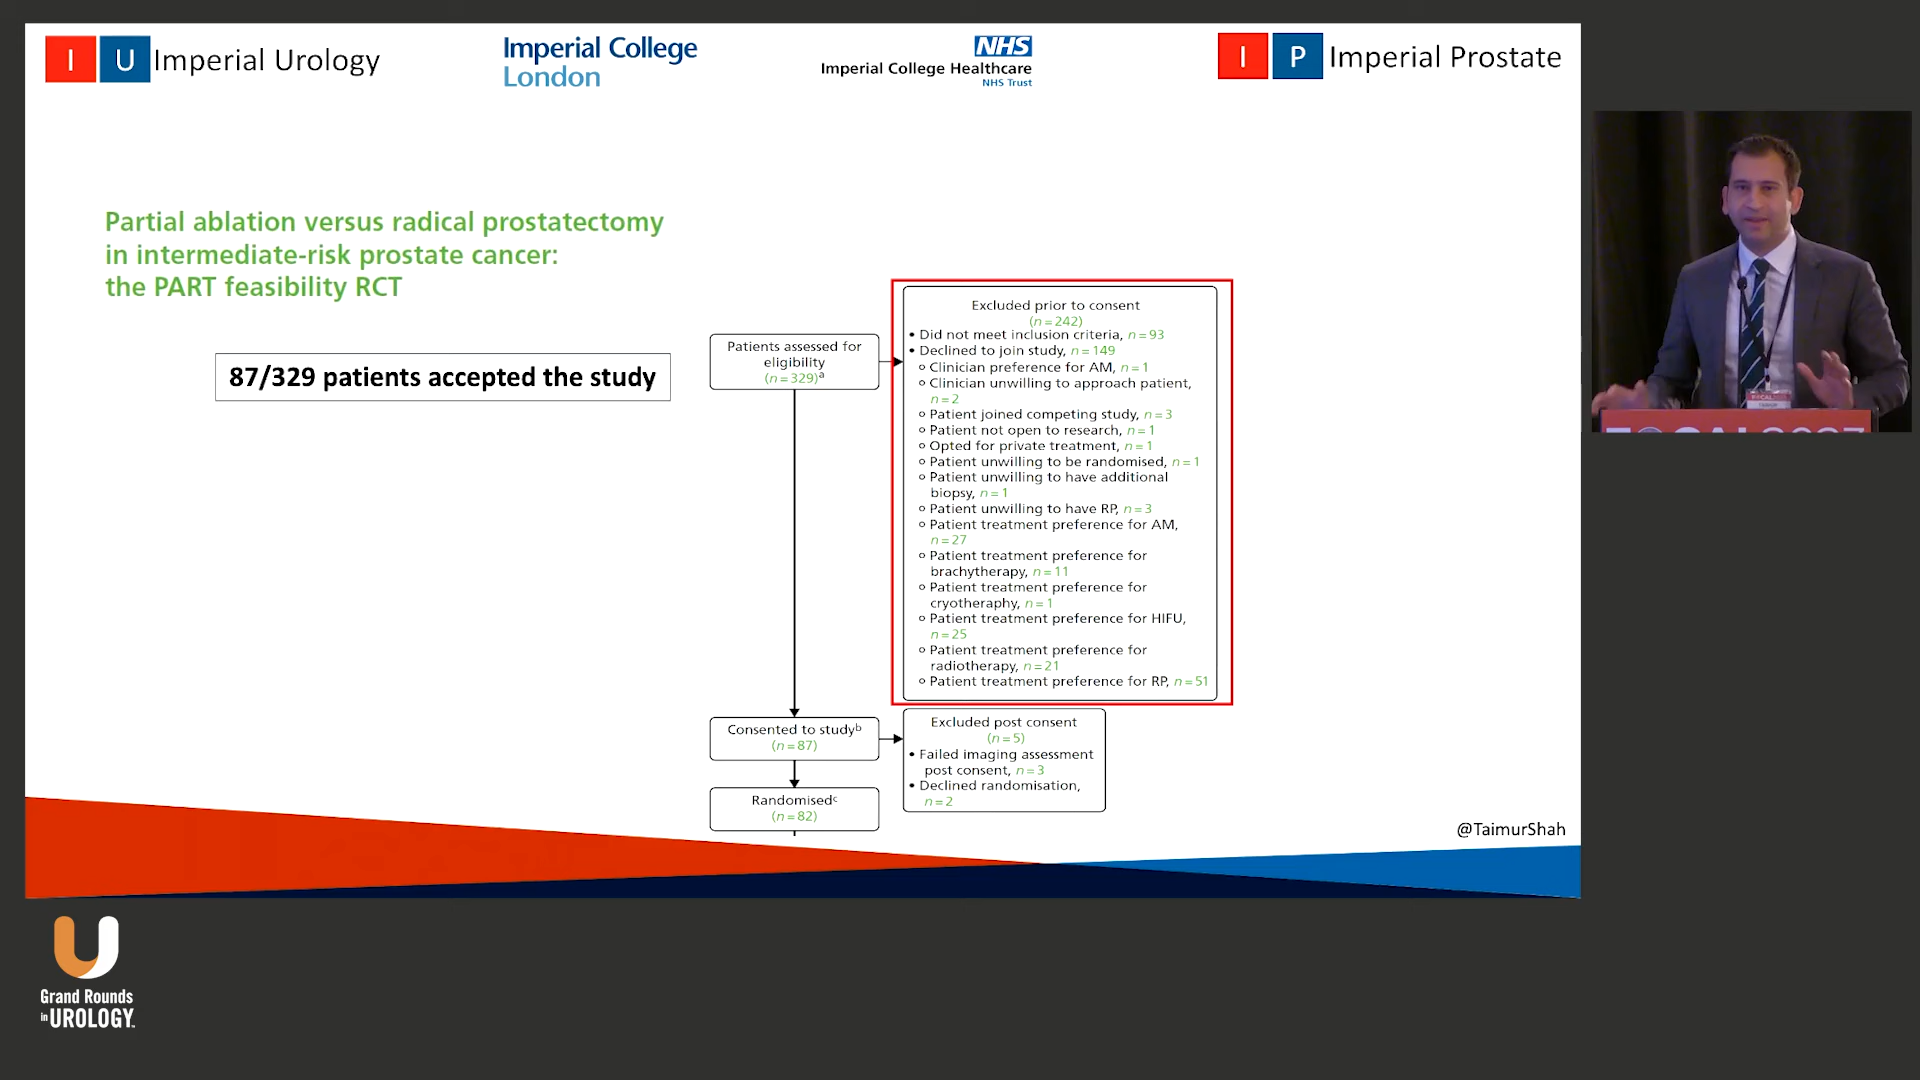 I U Imperial Urology
Imperial College
London
NHS
Imperial College Healthcare
NHS Trust
I P Imperial Prostate
Partial ablation versus radical prostatectomy
in intermediate-risk prostate cancer:
the PART feasibility RCT
87/329 patients accepted the study
Patients assessed for
eligibility
(n=329)a
Excluded prior to consent
(n=242)
• Did not meet inclusion criteria, n=93
• Declined to join study, n=149
○ Clinician preference for AM, n=1
○ Clinician unwilling to approach patient,
n=2
○ Patient joined competing study, n=3
○ Patient not open to research, n=1
○ Opted for private treatment, n=1
○ Patient unwilling to be randomised, n=1
○ Patient unwilling to have additional
biopsy, n=1
○ Patient unwilling to have RP, n=3
○ Patient treatment preference for AM,
n=27
○ Patient treatment preference for
brachytherapy, n=11
○ Patient treatment preference for
cryotheraphy, n=1
○ Patient treatment preference for HIFU,
n=25
○ Patient treatment preference for
radiotherapy, n=21
○ Patient treatment preference for RP, n=51
Consented to studyb
(n=87)
Excluded post consent
(n=5)
• Failed imaging assessment
post consent, n=3
• Declined randomisation,
n=2
Randomisedc
(n=82)
@TaimurShah
Grand Rounds
in UROLOGY